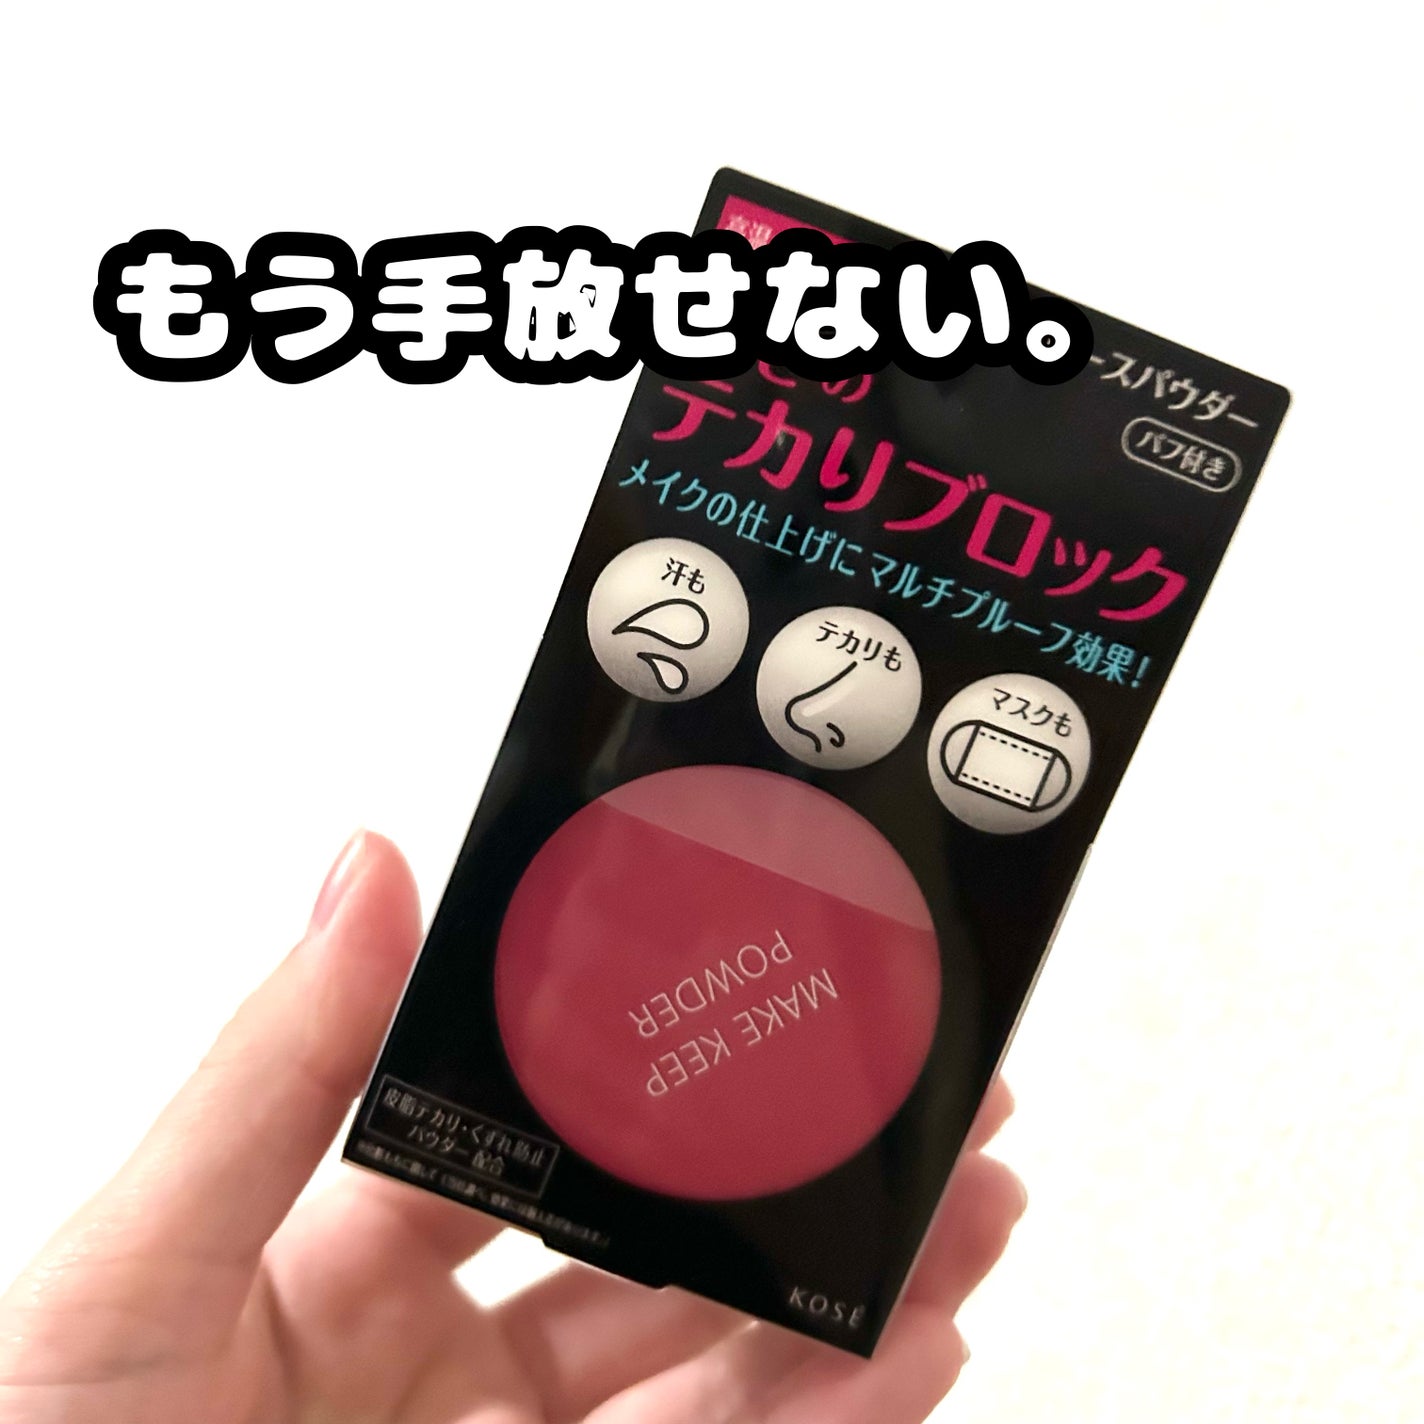 もう手放せない。
ースパウダー
パフ付き
テカリブロック
メイクの仕上げにマルチプルーフ効果！
汗も
テカリも
マスクも
MAKE KEEP
POWDER
皮脂テカリ・くずれ防止
パウダー 配合
KOSÉ